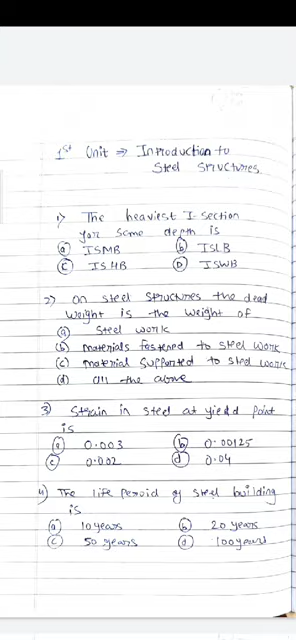 1st Unit ⇒ Introduction to
Steel Structures.
1) The heaviest I-section
for same depth is
(a) ISMB (b) ISLB
(c) ISHB (D) ISWB
2) On steel structures the dead
weight is the weight of
(a) Steel work
(b) materials fastened to steel work
(c) material supported to steel work
(d) all the above
3) Strain in steel at yield point
is
(a) 0.003 (b) 0.00125
(c) 0.002 (d) 0.04
4) The life peroid of steel building
is
(a) 10 years (b) 20 years
(c) 50 years (d) 100 years